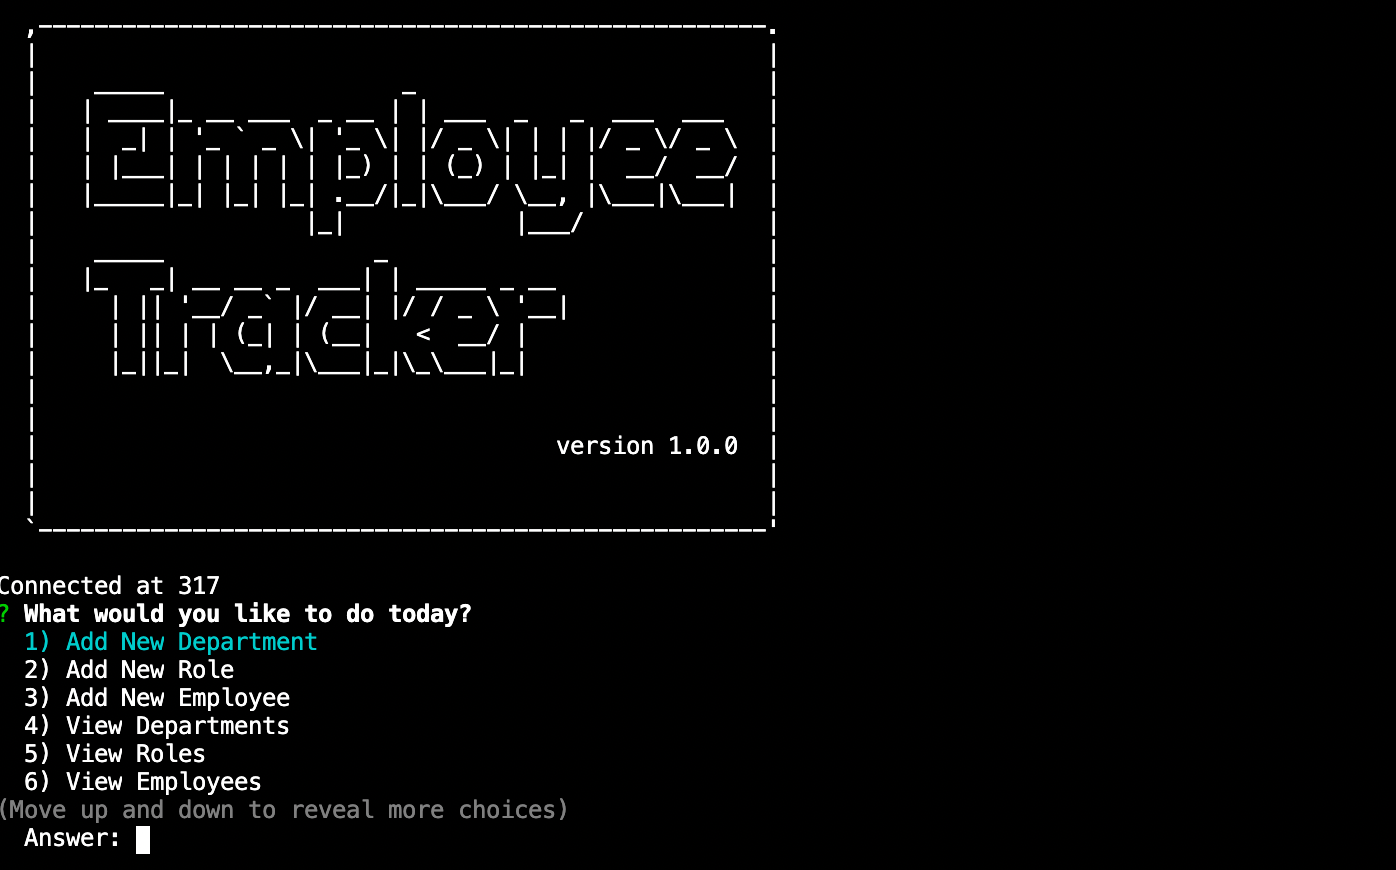 Employee
Tracker
version 1.0.0
Connected at 317
? What would you like to do today?
1) Add New Department
2) Add New Role
3) Add New Employee
4) View Departments
5) View Roles
6) View Employees
(Move up and down to reveal more choices)
Answer: